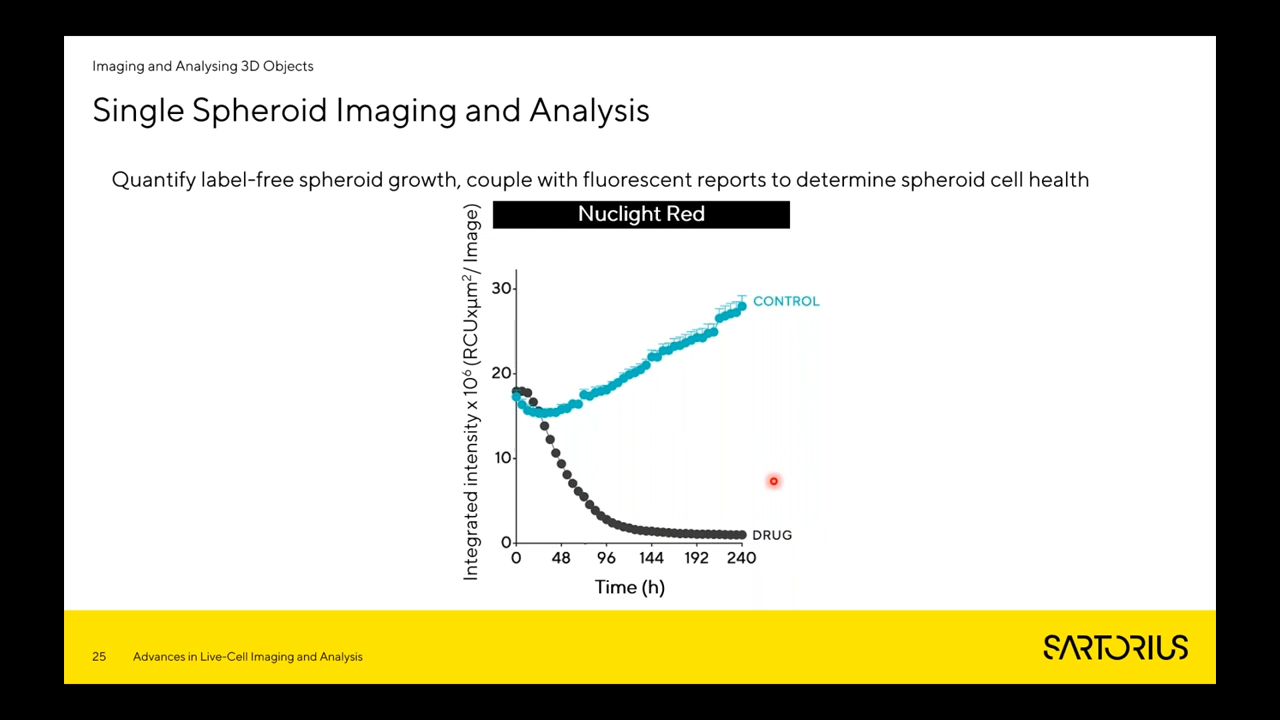 Imaging and Analysing 3D Objects
Single Spheroid Imaging and Analysis
Quantify label-free spheroid growth, couple with fluorescent reports to determine spheroid cell health
Nuclight Red
Integrated intensity x 10⁶ (RCUxµm²/ Image)
30
20
10
0
CONTROL
DRUG
0 48 96 144 192 240
Time (h)
25 Advances in Live-Cell Imaging and Analysis
SARTORIUS